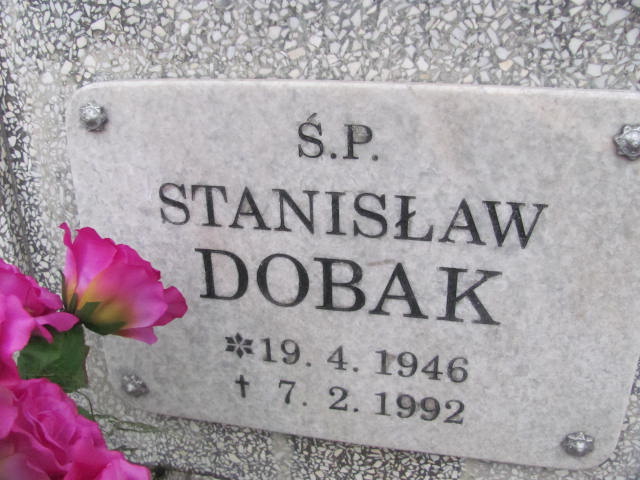 Ś.P.
STANISŁAW
DOBAK
* 19. 4. 1946
† 7. 2. 1992